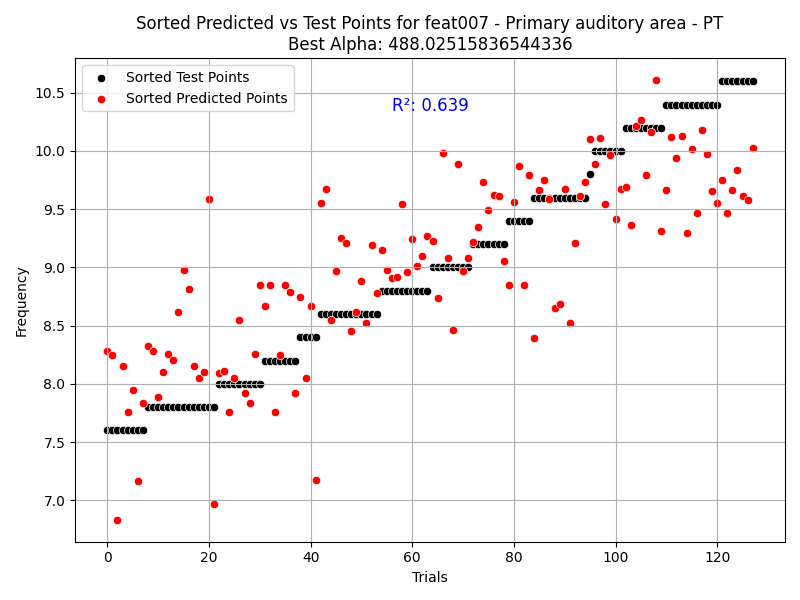 Sorted Predicted vs Test Points for feat007 - Primary auditory area - PT
Best Alpha: 488.02515836544336
Sorted Test Points
Sorted Predicted Points
R²: 0.639
Frequency
10.5
10.0
9.5
9.0
8.5
8.0
7.5
7.0
0 20 40 60 80 100 120
Trials